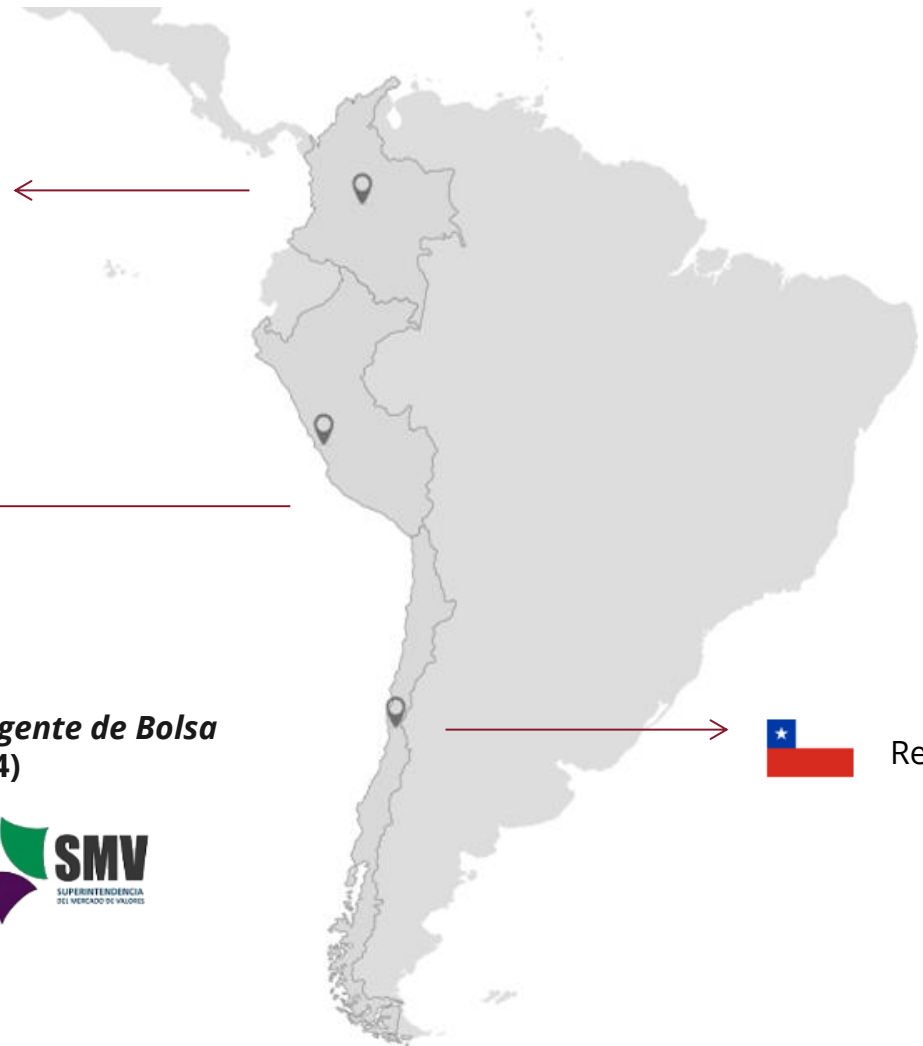 gente de Bolsa
4)
SMV
SUPERINTENDENCIA
DEL MERCADO DE VALORES
Re